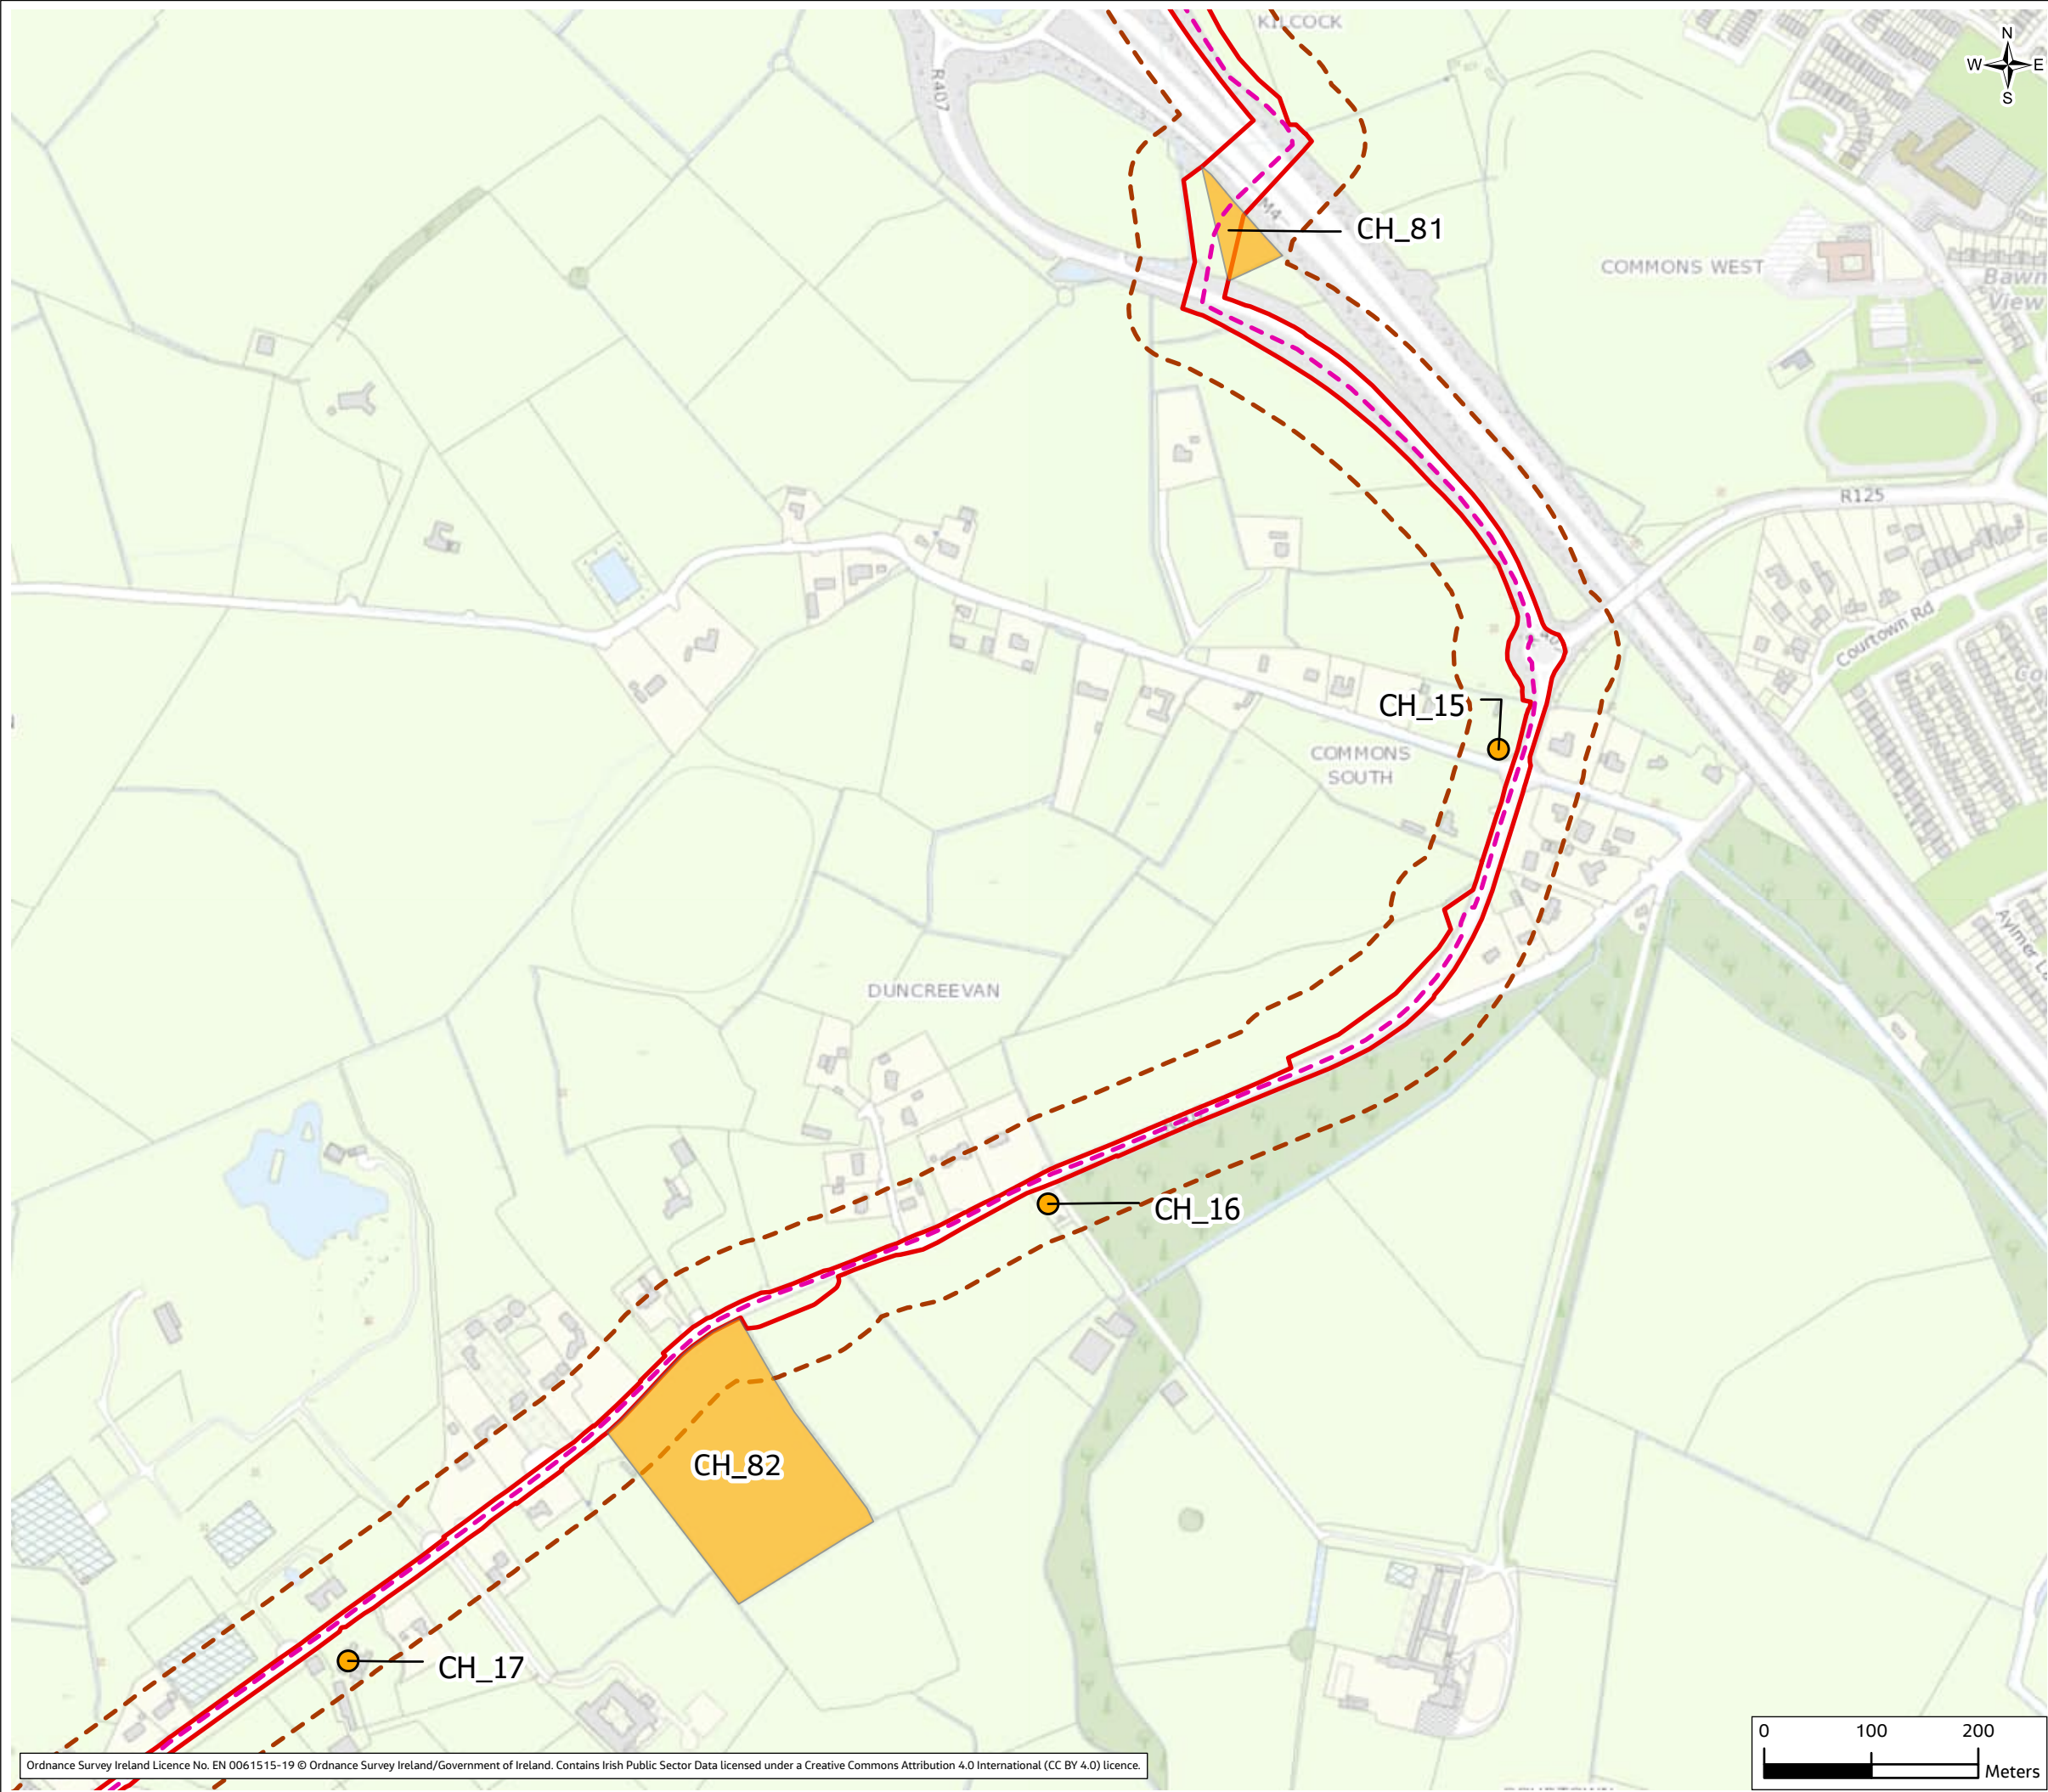 KILCOCK
N
W E
S
R407
M4
CH_81
COMMONS WEST
Bawn
View
R125
Courtown Rd
CH_15
COMMONS
SOUTH
DUNCREEVAN
CH_16
CH_82
CH_17
0 100 200
Meters
Ordnance Survey Ireland Licence No. EN 0061515-19 © Ordnance Survey Ireland/Government of Ireland. Contains Irish Public Sector Data licensed under a Creative Commons Attribution 4.0 International (CC BY 4.0) licence.